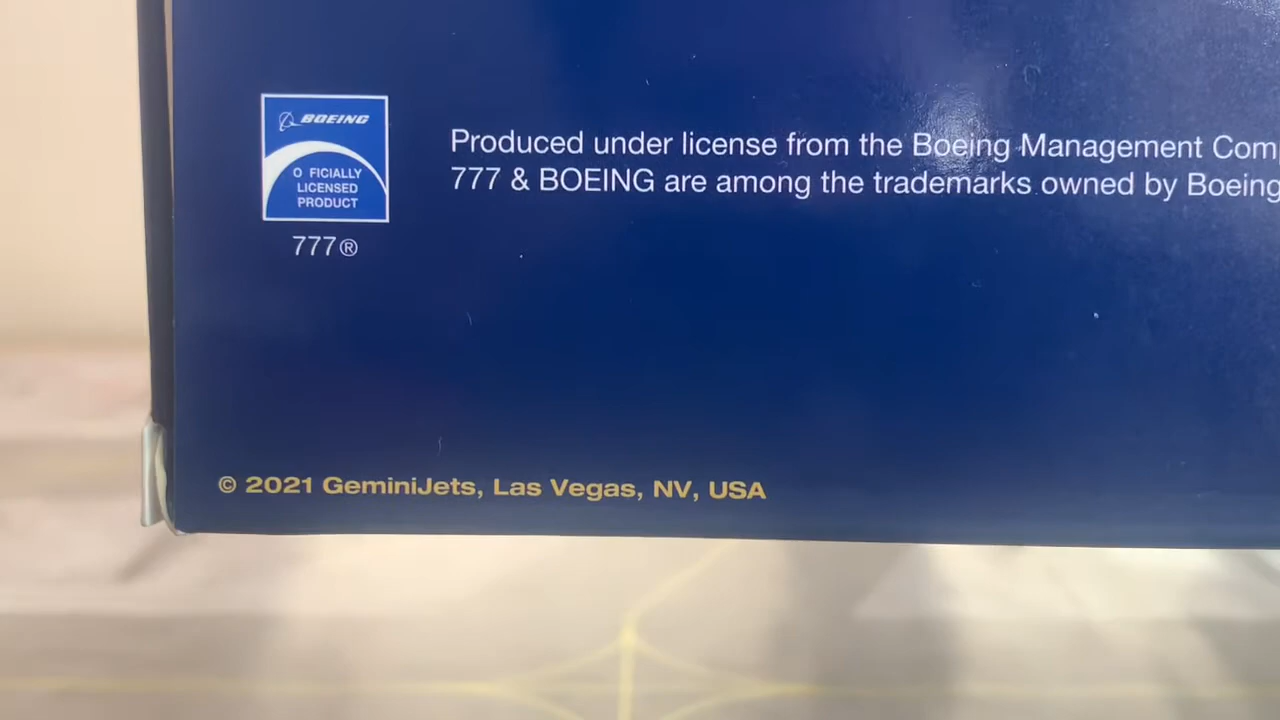 BOEING
O FICIALLY
LICENSED
PRODUCT
777®
Produced under license from the Boeing Management Com
777 & BOEING are among the trademarks owned by Boeing
© 2021 GeminiJets, Las Vegas, NV, USA